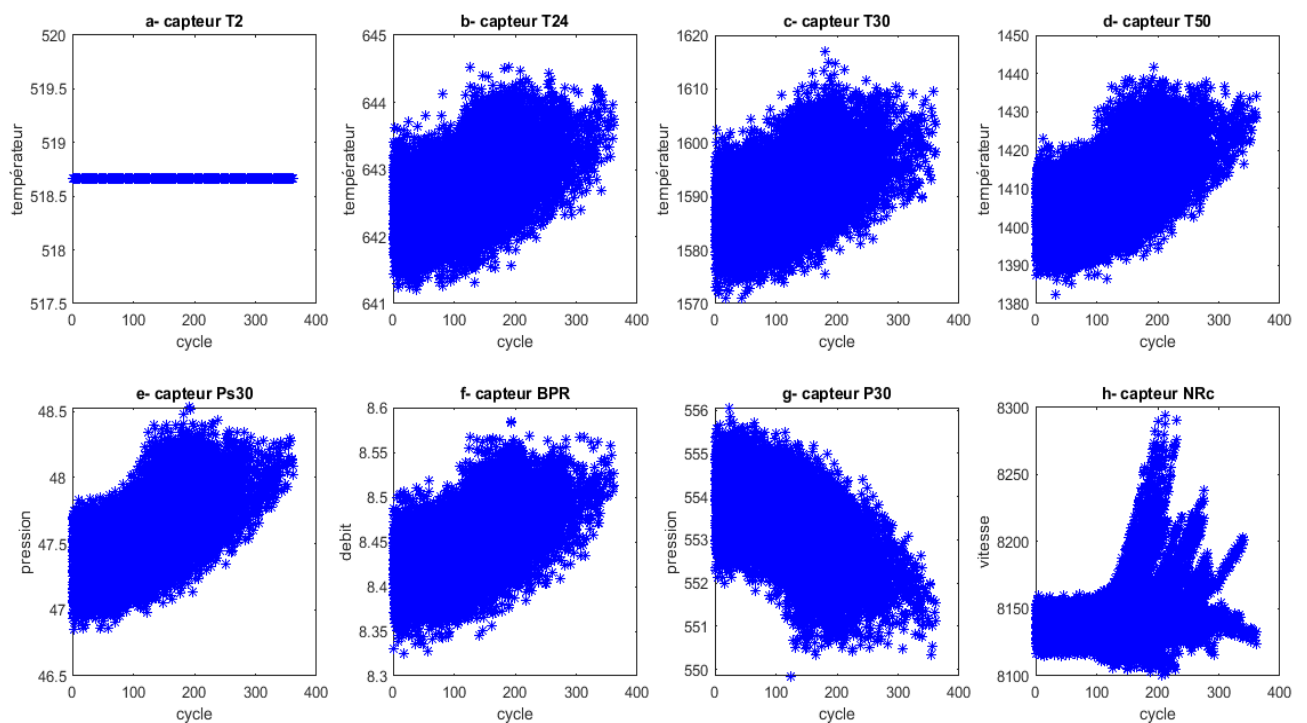 a- capteur T2
b- capteur T24
c- capteur T30
d- capteur T50
520
519.5
519
518.5
518
517.5
températeur
0 100 200 300 400
cycle
645
644
643
642
641
températeur
0 100 200 300 400
cycle
1620
1610
1600
1590
1580
1570
températeur
0 100 200 300 400
cycle
1450
1440
1430
1420
1410
1400
1390
1380
températeur
0 100 200 300 400
cycle
e- capteur Ps30
f- capteur BPR
g- capteur P30
h- capteur NRc
48.5
48
47.5
47
46.5
pression
0 100 200 300 400
cycle
8.6
8.55
8.5
8.45
8.4
8.35
8.3
debit
0 100 200 300 400
cycle
556
555
554
553
552
551
550
pression
0 100 200 300 400
cycle
8300
8250
8200
8150
8100
vitesse
0 100 200 300 400
cycle